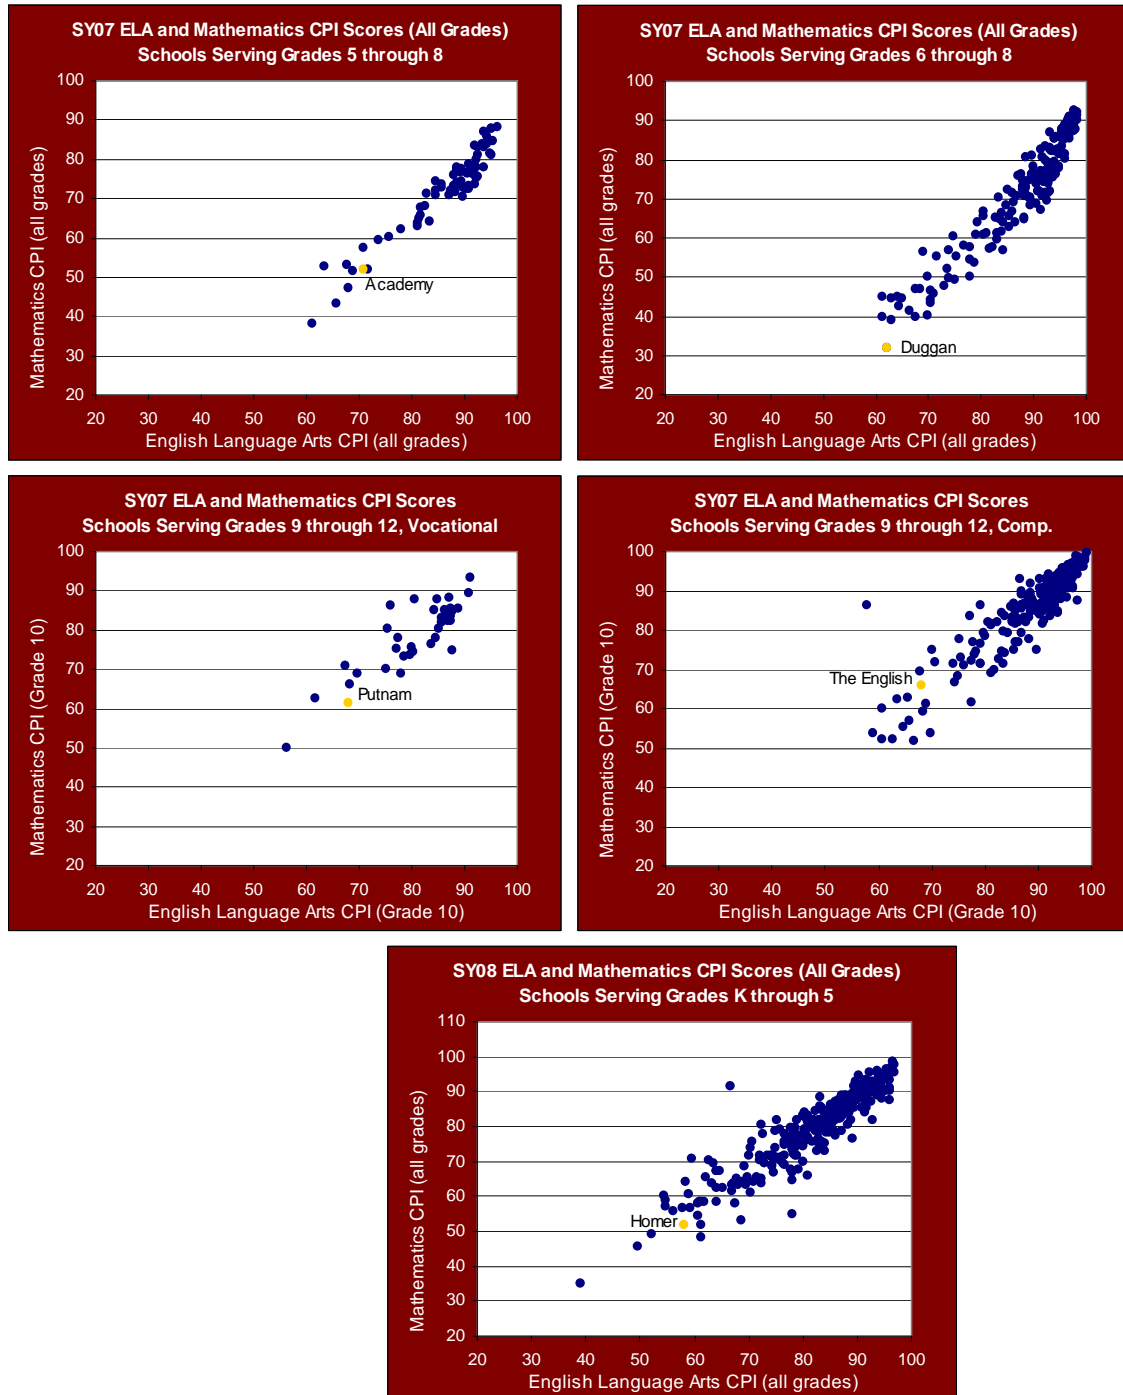 SY07 ELA and Mathematics CPI Scores (All Grades)
Schools Serving Grades 5 through 8
100
90
80
70
60
50
40
30
20
Mathematics CPI (all grades)
Academy
20 30 40 50 60 70 80 90 100
English Language Arts CPI (all grades)
SY07 ELA and Mathematics CPI Scores (All Grades)
Schools Serving Grades 6 through 8
100
90
80
70
60
50
40
30
20
Mathematics CPI (all grades)
Duggan
20 30 40 50 60 70 80 90 100
English Language Arts CPI (all grades)
SY07 ELA and Mathematics CPI Scores
Schools Serving Grades 9 through 12, Vocational
100
90
80
70
60
50
40
30
20
Mathematics CPI (Grade 10)
Putnam
20 30 40 50 60 70 80 90 100
English Language Arts CPI (Grade 10)
SY07 ELA and Mathematics CPI Scores
Schools Serving Grades 9 through 12, Comp.
100
90
80
70
60
50
40
30
20
Mathematics CPI (Grade 10)
The English
20 30 40 50 60 70 80 90 100
English Language Arts CPI (Grade 10)
SY08 ELA and Mathematics CPI Scores (All Grades)
Schools Serving Grades K through 5
110
100
90
80
70
60
50
40
30
20
Mathematics CPI (all grades)
Homer
20 30 40 50 60 70 80 90 100
English Language Arts CPI (all grades)